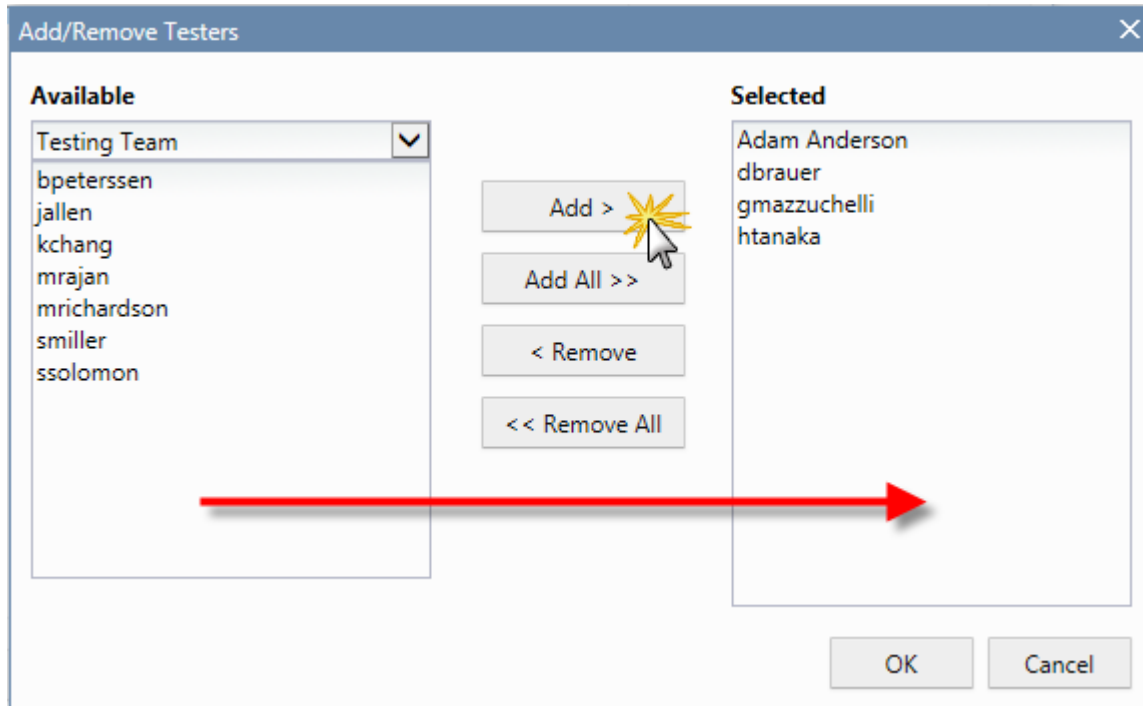 Add/Remove Testers
Available
Testing Team
bpeterssen
jallen
kchang
mrajan
mrichardson
smiller
ssolomon
Add >
Add All >>
< Remove
<< Remove All
Selected
Adam Anderson
dbrauer
gmazzuchelli
htanaka
OK
Cancel